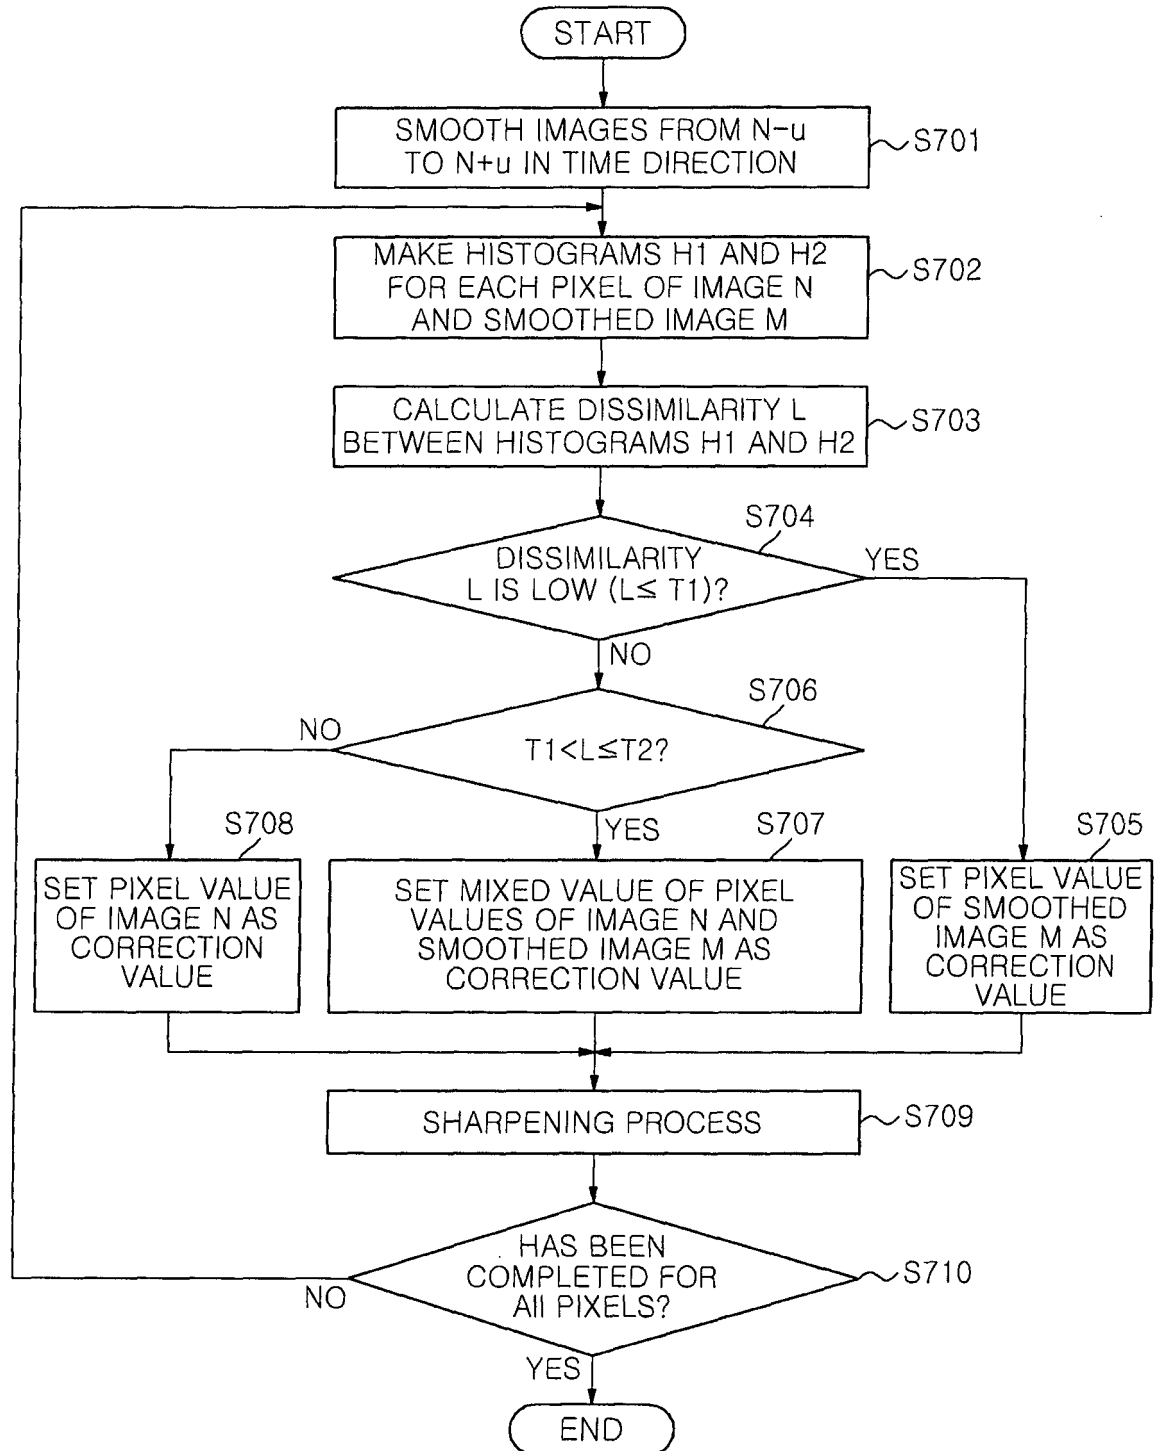 START
SMOOTH IMAGES FROM N-u
TO N+u IN TIME DIRECTION
S701
MAKE HISTOGRAMS H1 AND H2
FOR EACH PIXEL OF IMAGE N
AND SMOOTHED IMAGE M
S702
CALCULATE DISSIMILARITY L
BETWEEN HISTOGRAMS H1 AND H2
S703
S704
DISSIMILARITY
L IS LOW (L≤ T1)?
YES
NO
S706
NO
T1<L≤T2?
YES
S708
SET PIXEL VALUE
OF IMAGE N AS
CORRECTION
VALUE
S707
SET MIXED VALUE OF PIXEL
VALUES OF IMAGE N AND
SMOOTHED IMAGE M AS
CORRECTION VALUE
S705
SET PIXEL VALUE
OF SMOOTHED
IMAGE M AS
CORRECTION
VALUE
SHARPENING PROCESS
S709
HAS BEEN
COMPLETED FOR
All PIXELS?
S710
NO
YES
END